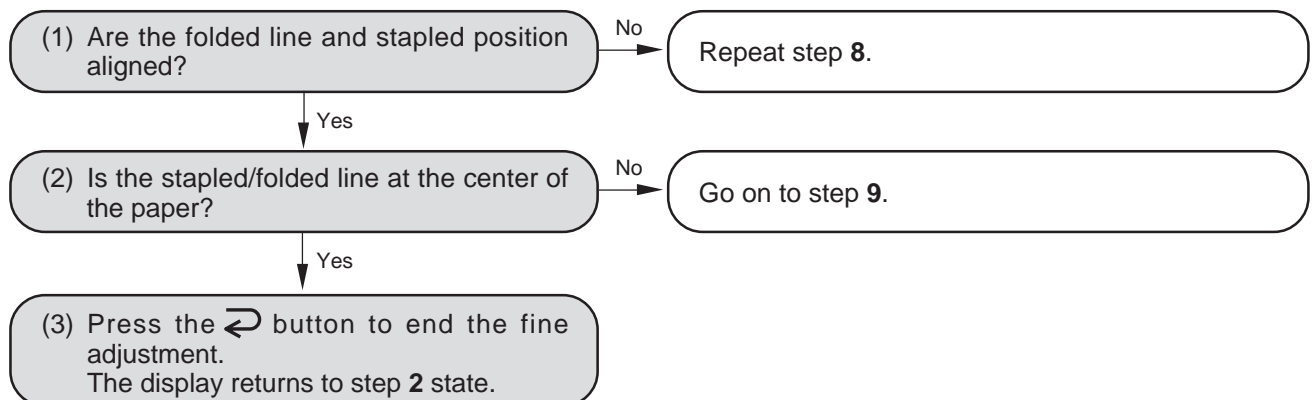 (1) Are the folded line and stapled position
aligned?
No
Repeat step 8.
Yes
(2) Is the stapled/folded line at the center of
the paper?
No
Go on to step 9.
Yes
(3) Press the button to end the fine
adjustment.
The display returns to step 2 state.